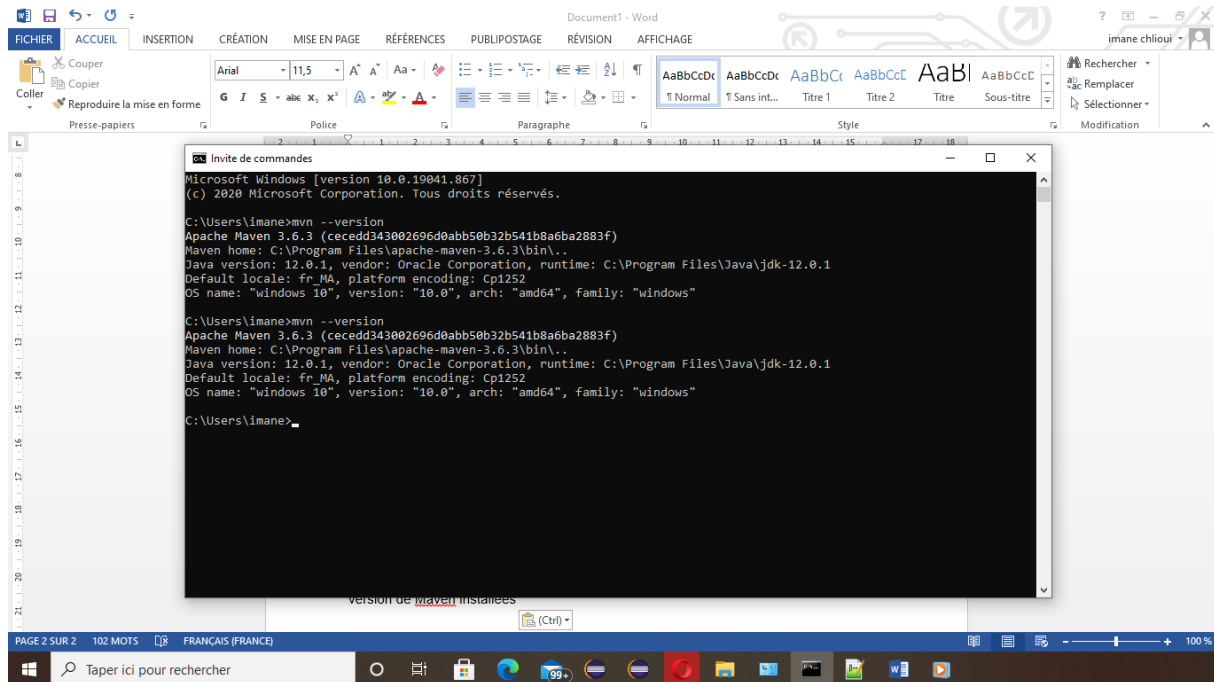 Document1 - Word
FICHIER ACCUEIL INSERTION CRÉATION MISE EN PAGE RÉFÉRENCES PUBLIPOSTAGE RÉVISION AFFICHAGE imane chlioui
Coller
Couper
Copier
Reproduire la mise en forme
Presse-papiers
Arial 11,5
G I S abc X₂ X²
Police
Paragraphe
AaBbCcDc AaBbCcDc AaBbC AaBbCcC AaBl AaBbCcC
¶ Normal ¶ Sans int... Titre 1 Titre 2 Titre Sous-titre
Style
Rechercher
Remplacer
Sélectionner
Modification
Invite de commandes
Microsoft Windows [version 10.0.19041.867]
(c) 2020 Microsoft Corporation. Tous droits réservés.
C:\Users\imane>mvn --version
Apache Maven 3.6.3 (cecedd343002696d0abb50b32b541b8a6ba2883f)
Maven home: C:\Program Files\apache-maven-3.6.3\bin\..
Java version: 12.0.1, vendor: Oracle Corporation, runtime: C:\Program Files\Java\jdk-12.0.1
Default locale: fr_MA, platform encoding: Cp1252
OS name: "windows 10", version: "10.0", arch: "amd64", family: "windows"
C:\Users\imane>mvn --version
Apache Maven 3.6.3 (cecedd343002696d0abb50b32b541b8a6ba2883f)
Maven home: C:\Program Files\apache-maven-3.6.3\bin\..
Java version: 12.0.1, vendor: Oracle Corporation, runtime: C:\Program Files\Java\jdk-12.0.1
Default locale: fr_MA, platform encoding: Cp1252
OS name: "windows 10", version: "10.0", arch: "amd64", family: "windows"
C:\Users\imane>
version de Maven installées
(Ctrl)
PAGE 2 SUR 2 102 MOTS FRANÇAIS (FRANCE) 100 %
Taper ici pour rechercher
99+